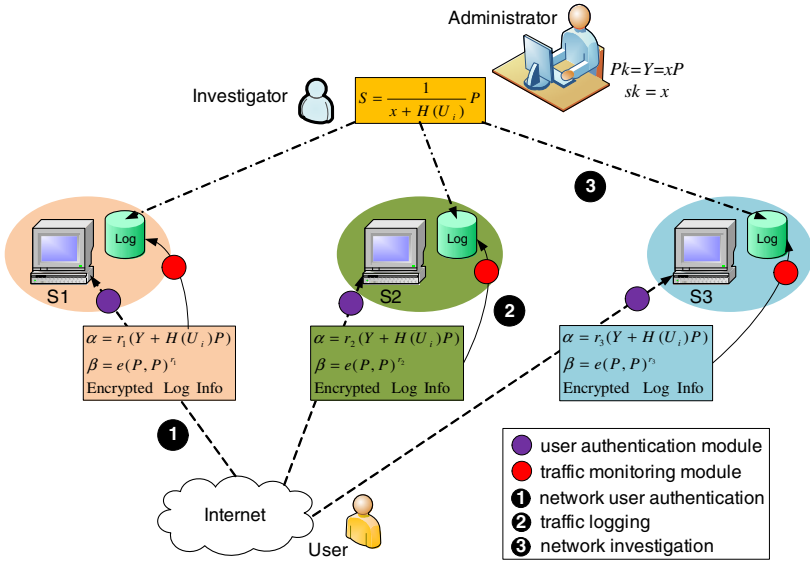 Administrator
Pk=Y=xP
sk = x
Investigator
S = 1 / (x + H(U_i)) P
3
Log
Log
Log
S1
S2
S3
2
α = r_1(Y + H(U_i)P)
β = e(P, P)^{r_1}
Encrypted Log Info
α = r_2(Y + H(U_i)P)
β = e(P, P)^{r_2}
Encrypted Log Info
α = r_3(Y + H(U_i)P)
β = e(P, P)^{r_3}
Encrypted Log Info
1
Internet
User
user authentication module
traffic monitoring module
1 network user authentication
2 traffic logging
3 network investigation